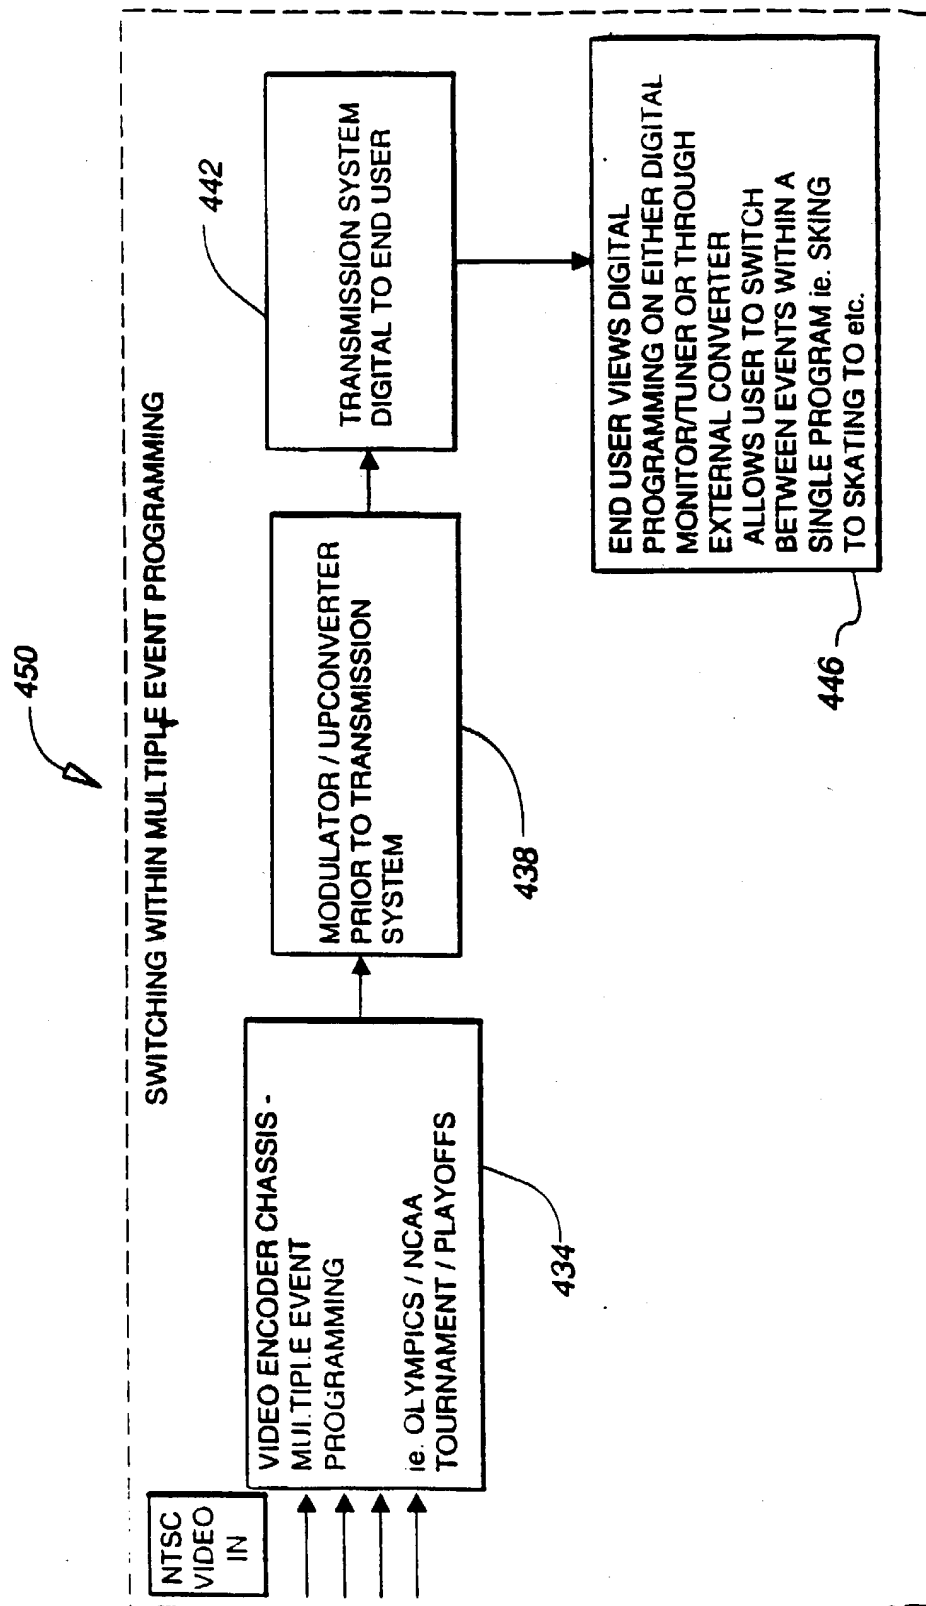 450
SWITCHING WITHIN MULTIPLE EVENT PROGRAMMING
NTSC
VIDEO
IN
VIDEO ENCODER CHASSIS -
MULTIPLE EVENT
PROGRAMMING
ie. OLYMPICS / NCAA
TOURNAMENT / PLAYOFFS
434
MODULATOR / UPCONVERTER
PRIOR TO TRANSMISSION
SYSTEM
438
TRANSMISSION SYSTEM
DIGITAL TO END USER
442
END USER VIEWS DIGITAL
PROGRAMMING ON EITHER DIGITAL
MONITOR/TUNER OR THROUGH
EXTERNAL CONVERTER
ALLOWS USER TO SWITCH
BETWEEN EVENTS WITHIN A
SINGLE PROGRAM ie. SKING
TO SKATING TO etc.
446